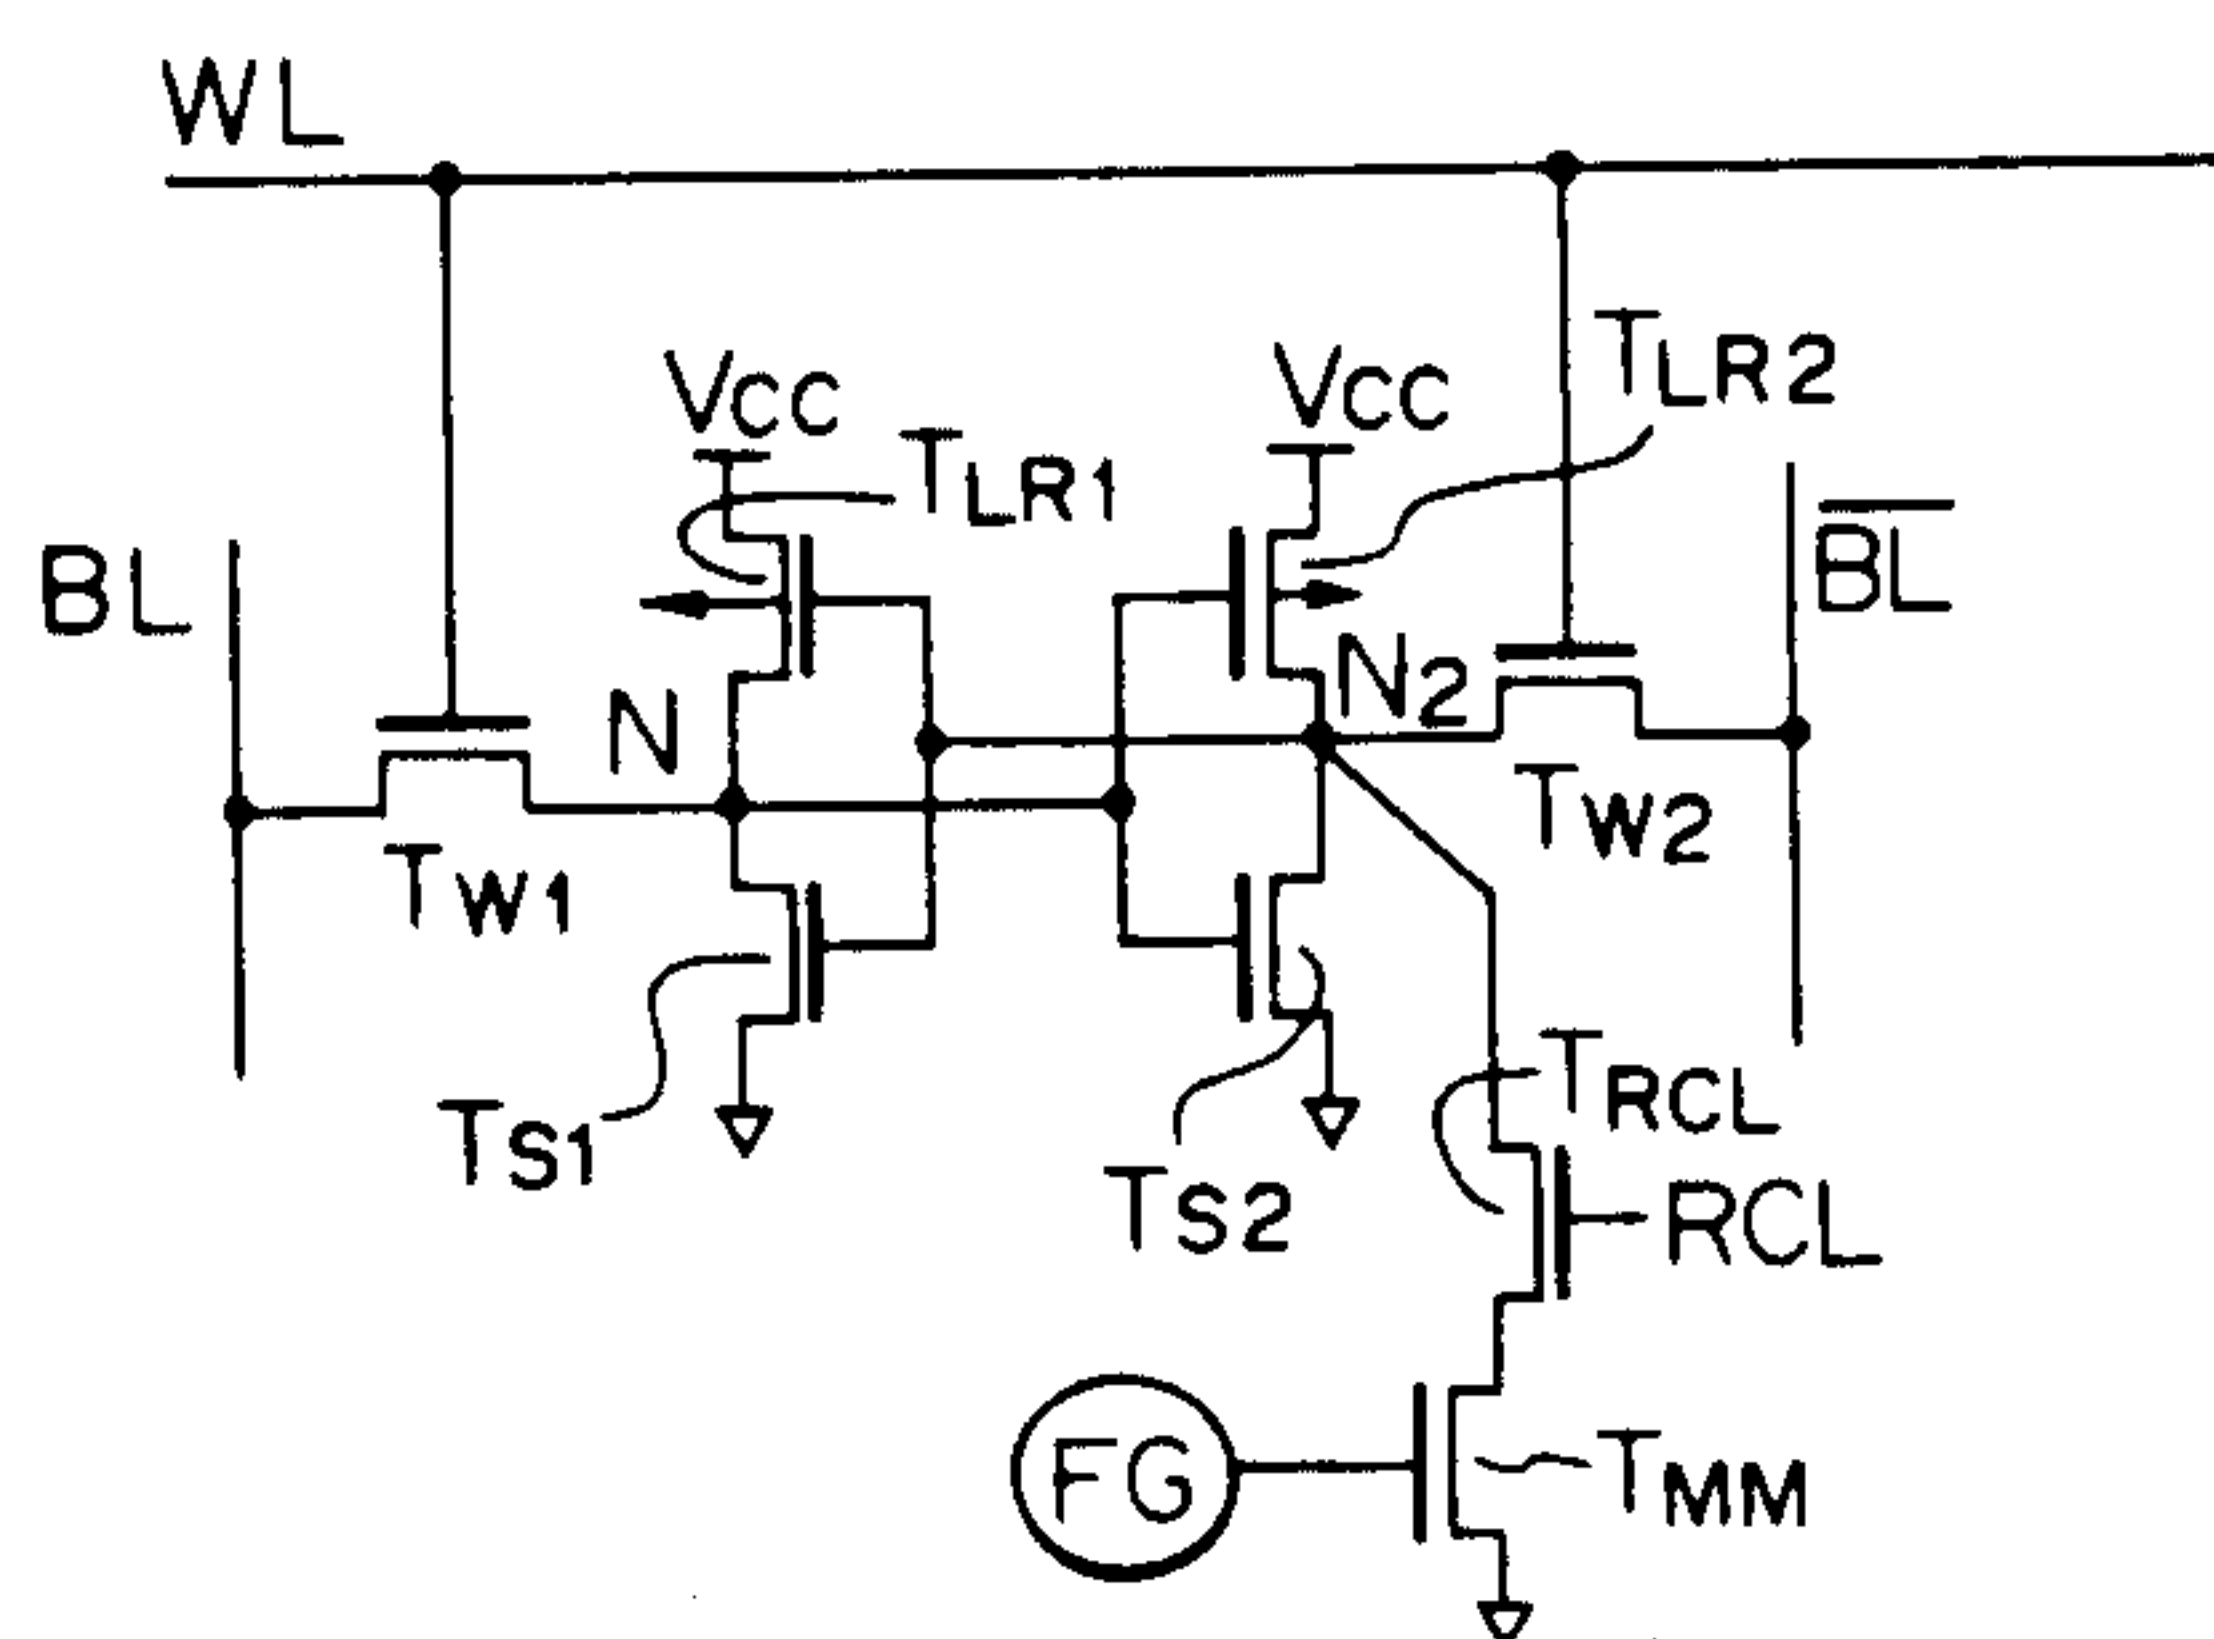 WL
VCC
VCC
TLR2
TLR1
BL
BL
N
N2
TW1
TW2
TS1
TS2
TRCL
RCL
FG
TMM